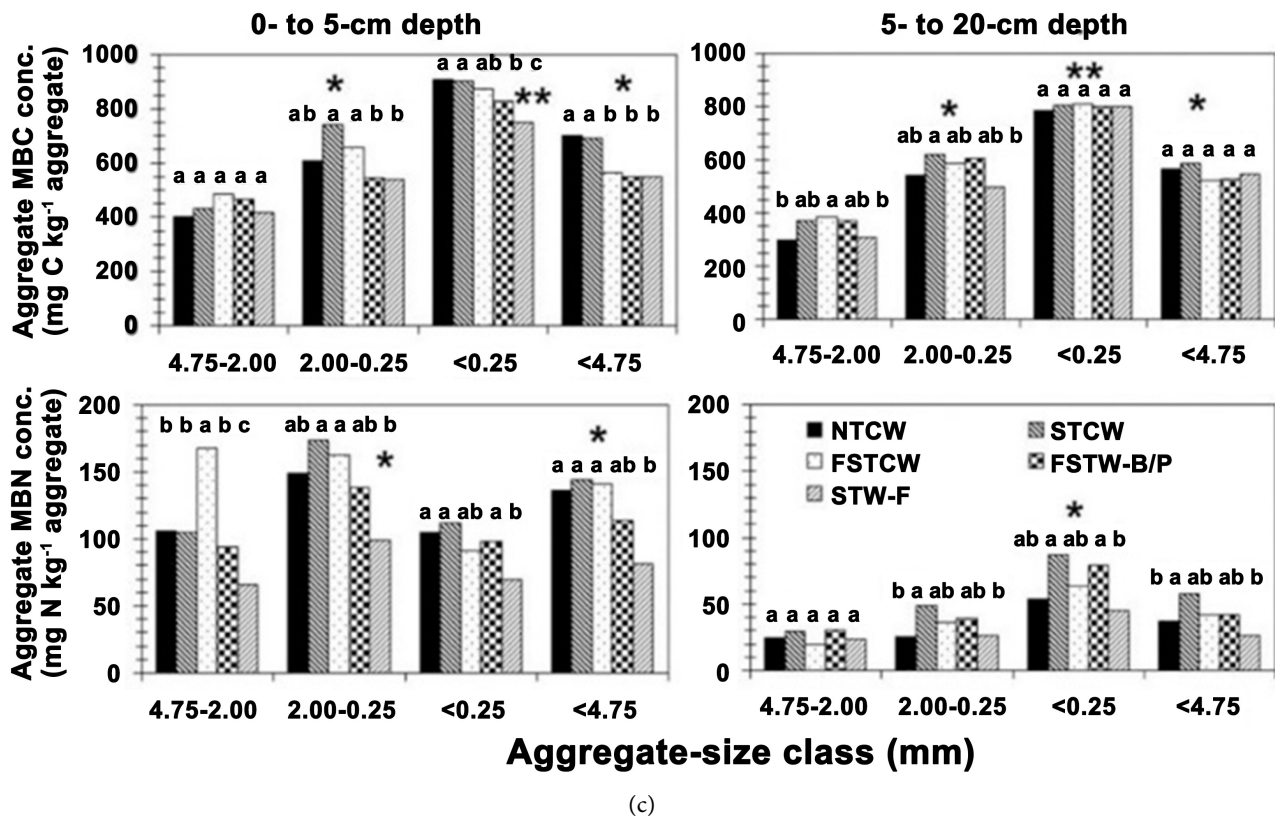 0- to 5-cm depth
5- to 20-cm depth
Aggregate MBC conc.
(mg C kg⁻¹ aggregate)
1000
800
600
400
200
0
a a a a a
*
ab a a b b
a a ab b c
**
*
a a b b b
4.75-2.00 2.00-0.25 <0.25 <4.75
1000
800
600
400
200
0
b ab a ab b
*
ab a ab ab b
**
a a a a a
*
a a a a a
4.75-2.00 2.00-0.25 <0.25 <4.75
Aggregate MBN conc.
(mg N kg⁻¹ aggregate)
200
150
100
50
0
b b a b c
ab a a ab b
*
a a ab a b
*
a a a ab b
4.75-2.00 2.00-0.25 <0.25 <4.75
200
150
100
50
0
NTCW STCW
FSTCW FSTW-B/P
STW-F
a a a a a
b a ab ab b
*
ab a ab a b
b a ab ab b
4.75-2.00 2.00-0.25 <0.25 <4.75
Aggregate-size class (mm)
(c)